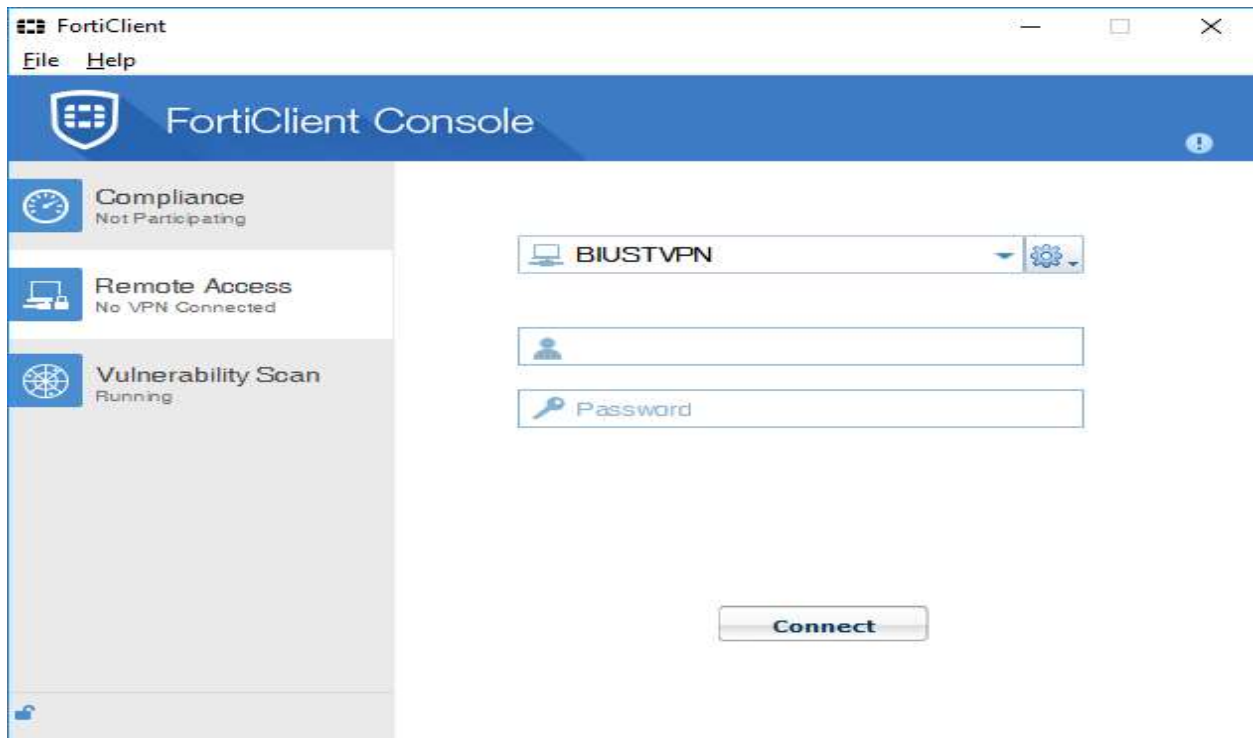 FortiClient
File Help
FortiClient Console
Compliance
Not Participating
Remote Access
No VPN Connected
Vulnerability Scan
Running
BIUSTVPN
Password
Connect